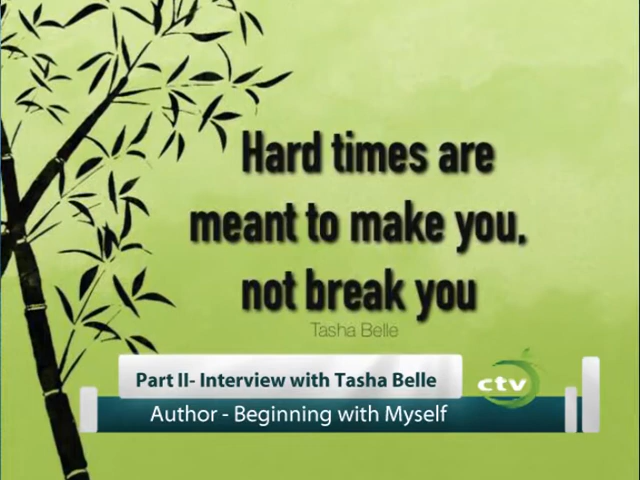 Hard times are
meant to make you,
not break you
Tasha Belle
Part II- Interview with Tasha Belle
ctv
Author - Beginning with Myself